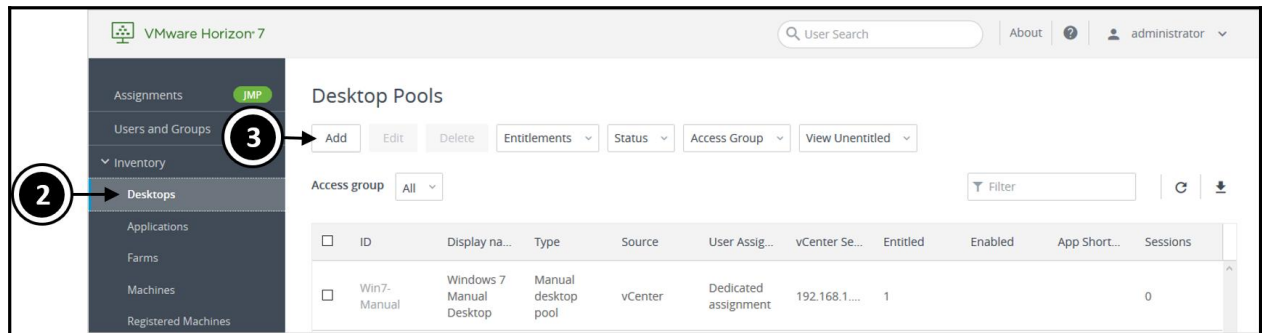 VMware Horizon® 7
User Search
About
administrator
Assignments JMP
Users and Groups
Inventory
Desktops
Applications
Farms
Machines
Registered Machines
2
3
Desktop Pools
Add Edit Delete Entitlements Status Access Group View Unentitled
Access group All Filter
ID Display na... Type Source User Assig... vCenter Se... Entitled Enabled App Short... Sessions
Win7-
Manual
Windows 7
Manual
Desktop
Manual
desktop
pool
vCenter
Dedicated
assignment
192.168.1....
1
0